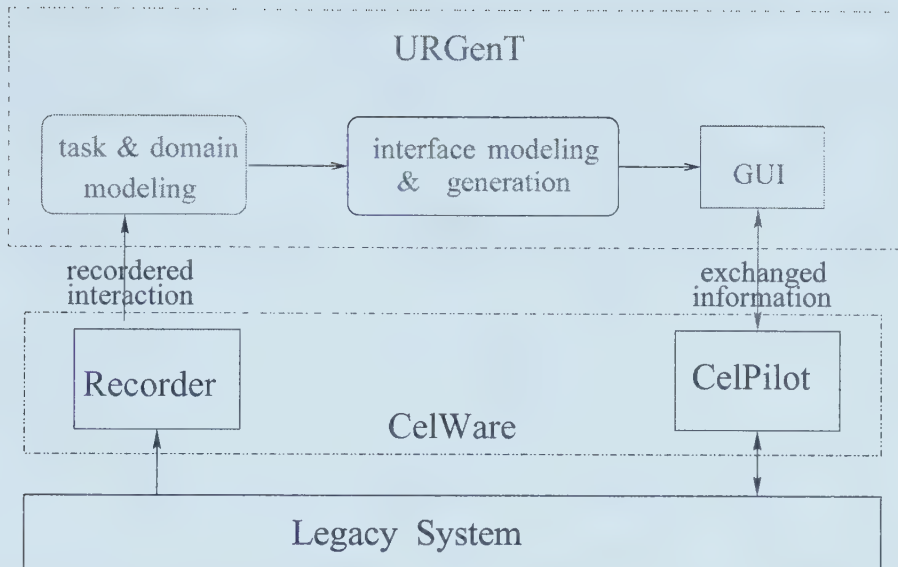 URGenT
task & domain
modeling
interface modeling
& generation
GUI
recordered
interaction
exchanged
information
Recorder
CelPilot
CelWare
Legacy System